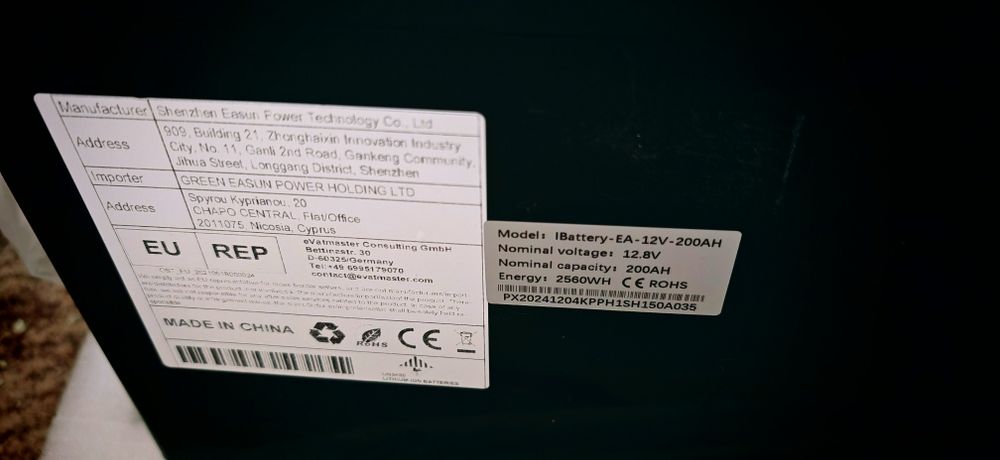 Manufacturer Shenzhen Easun Power Technology Co., Ltd
Address 909, Building 21, Zhonghaixin Innovation Industry
City, No. 11, Ganli 2nd Road, Gankeng Community,
Jihua Street, Longgang District, Shenzhen
Importer GREEN EASUN POWER HOLDING LTD
Address Spyrou Kyprianou, 20
CHAPO CENTRAL, Flat/Office
2011075, Nicosia, Cyprus
EU REP
eVatmaster Consulting GmbH
Bettinastr. 30
D-60325/Germany
Tel: +49 6995179070
contact@evatmaster.com
MADE IN CHINA
RoHS
CE
LITHIUM ION BATTERIES
Model: IBattery-EA-12V-200AH
Nominal voltage: 12.8V
Nominal capacity: 200AH
Energy: 2560WH CE ROHS
PX20241204KPPH1SH150A035